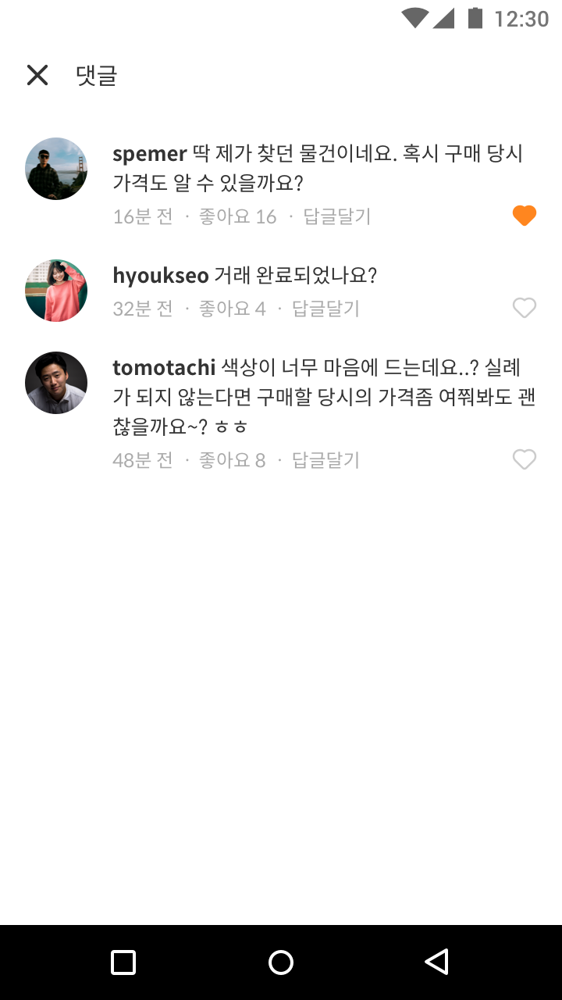 12:30
댓글
spemer 딱 제가 찾던 물건이네요. 혹시 구매 당시
가격도 알 수 있을까요?
16분 전 · 좋아요 16 · 답글달기
hyoukseo 거래 완료되었나요?
32분 전 · 좋아요 4 · 답글달기
tomotachi 색상이 너무 마음에 드는데요..? 실례
가 되지 않는다면 구매할 당시의 가격좀 여쭤봐도 괜
찮을까요~? ㅎㅎ
48분 전 · 좋아요 8 · 답글달기